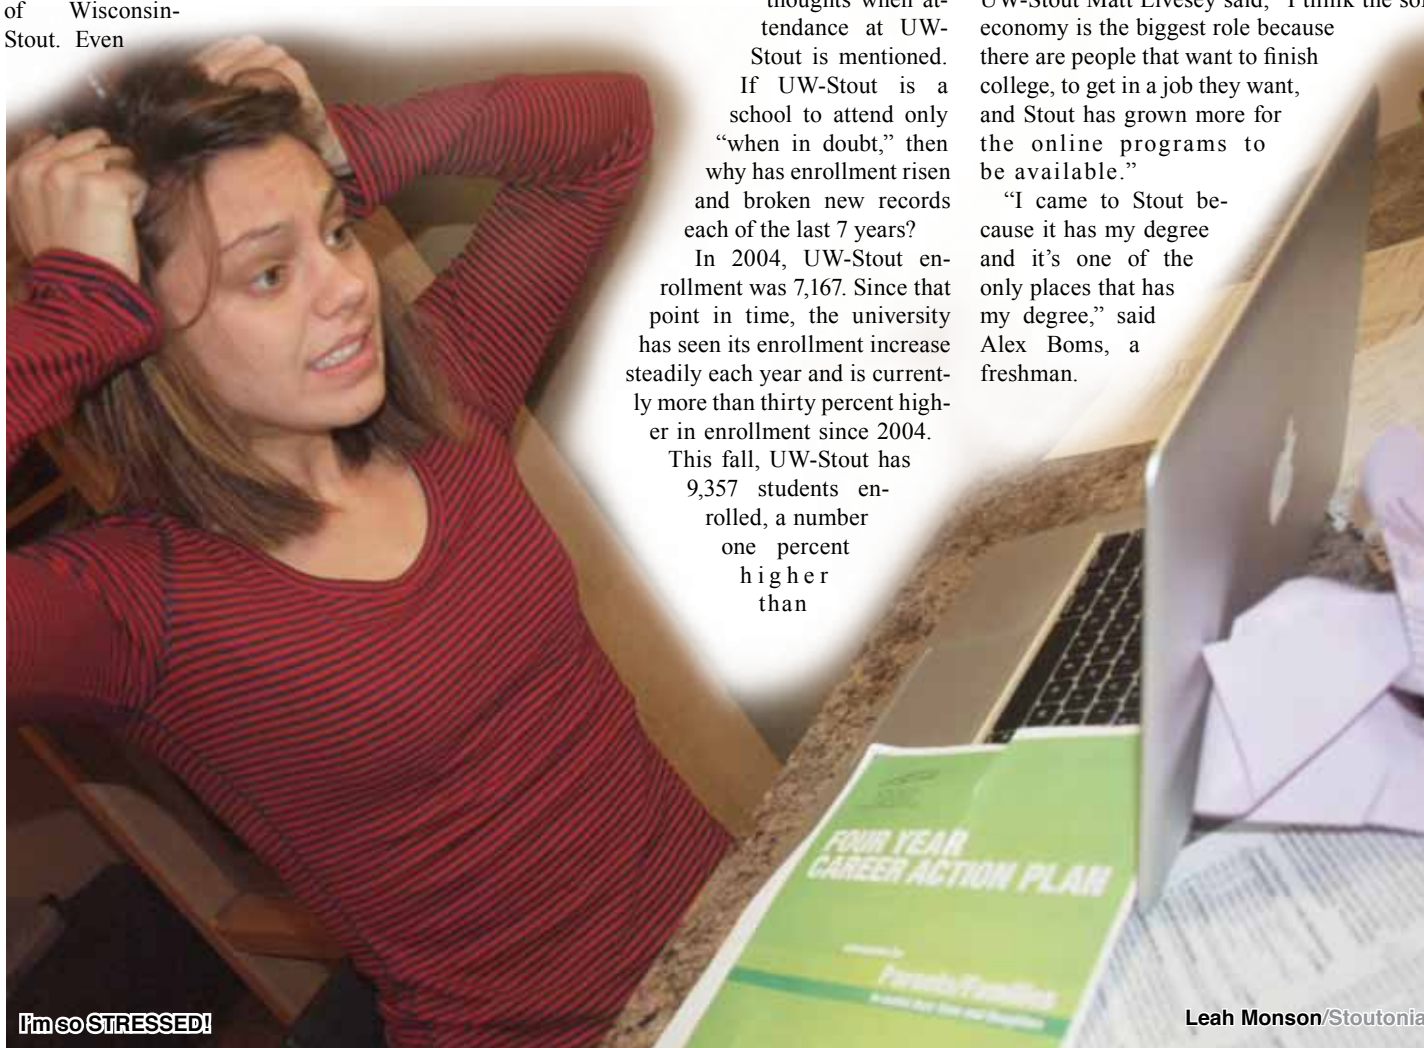 of Wisconsin-
Stout. Even
thoughts when at-
tendance at UW-
Stout is mentioned.
If UW-Stout is a
school to attend only
“when in doubt,” then
why has enrollment risen
and broken new records
each of the last 7 years?
In 2004, UW-Stout en-
rollment was 7,167. Since that
point in time, the university
has seen its enrollment increase
steadily each year and is current-
ly more than thirty percent high-
er in enrollment since 2004.
This fall, UW-Stout has
9,357 students en-
rolled, a number
one percent
higher
than
UW-Stout Matt Livesey said, “I think the
economy is the biggest role because
there are people that want to finish
college, to get in a job they want,
and Stout has grown more for
the online programs to
be available.”
“I came to Stout be-
cause it has my degree
and it's one of the
only places that has
my degree,” said
Alex Boms, a
freshman.
FOUR YEAR
CAREER ACTION PLAN
Parents/Families
I'm so STRESSED!
Leah Monson/Stoutonia